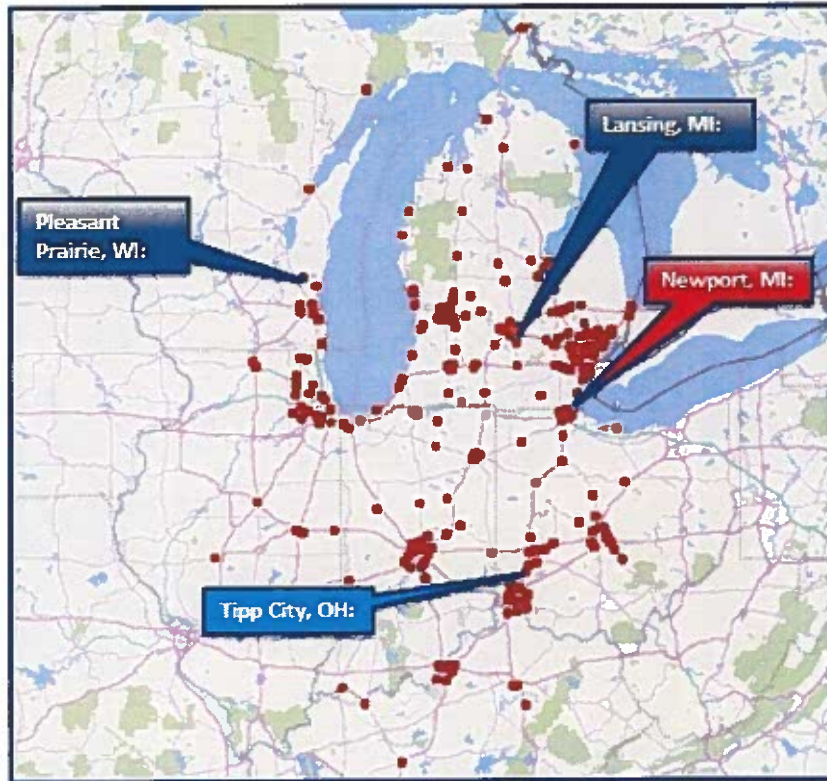 Lansing, MI:
Pleasant
Prairie, WI:
Newport, MI:
Tipp City, OH: